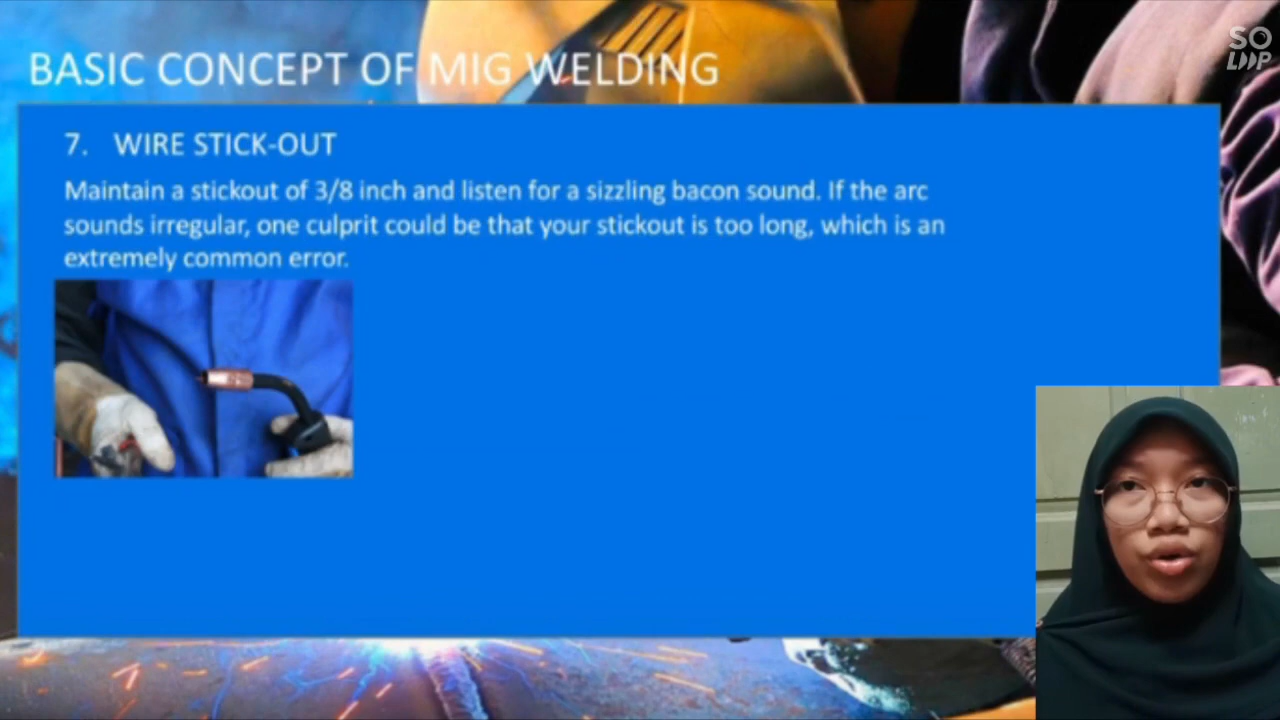 BASIC CONCEPT OF MIG WELDING
7. WIRE STICK-OUT
Maintain a stickout of 3/8 inch and listen for a sizzling bacon sound. If the arc
sounds irregular, one culprit could be that your stickout is too long, which is an
extremely common error.
SO
LOOP